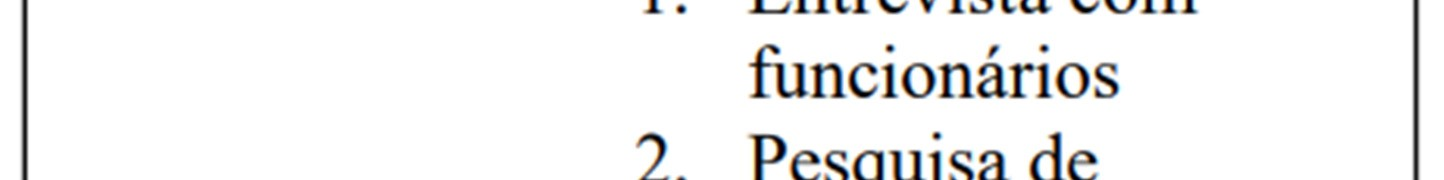 1. Entrevista com
funcionários
2. Pesquisa de